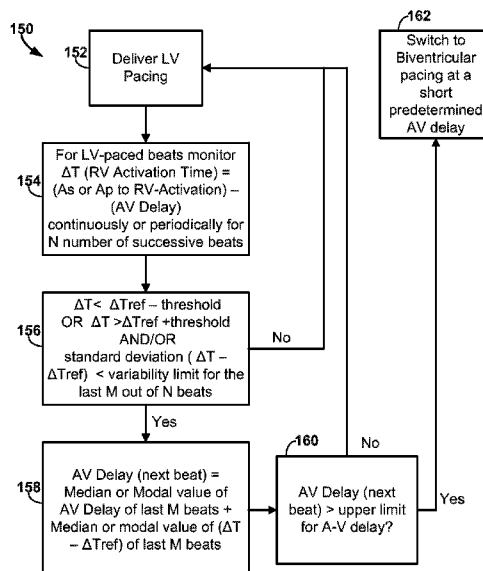 150
152
Deliver LV
Pacing
162
Switch to
Biventricular
pacing at a
short
predetermined
AV delay
154
For LV-paced beats monitor
ΔT (RV Activation Time) =
(As or Ap to RV-Activation) –
(AV Delay)
continuously or periodically for
N number of successive beats
156
ΔT< ΔTref – threshold
OR ΔT >ΔTref +threshold
AND/OR
standard deviation ( ΔT –
ΔTref) < variability limit for the
last M out of N beats
No
Yes
158
AV Delay (next beat) =
Median or Modal value of
AV Delay of last M beats +
Median or modal value of (ΔT
– ΔTref) of last M beats
160
No
AV Delay (next
beat) > upper limit
for A-V delay?
Yes